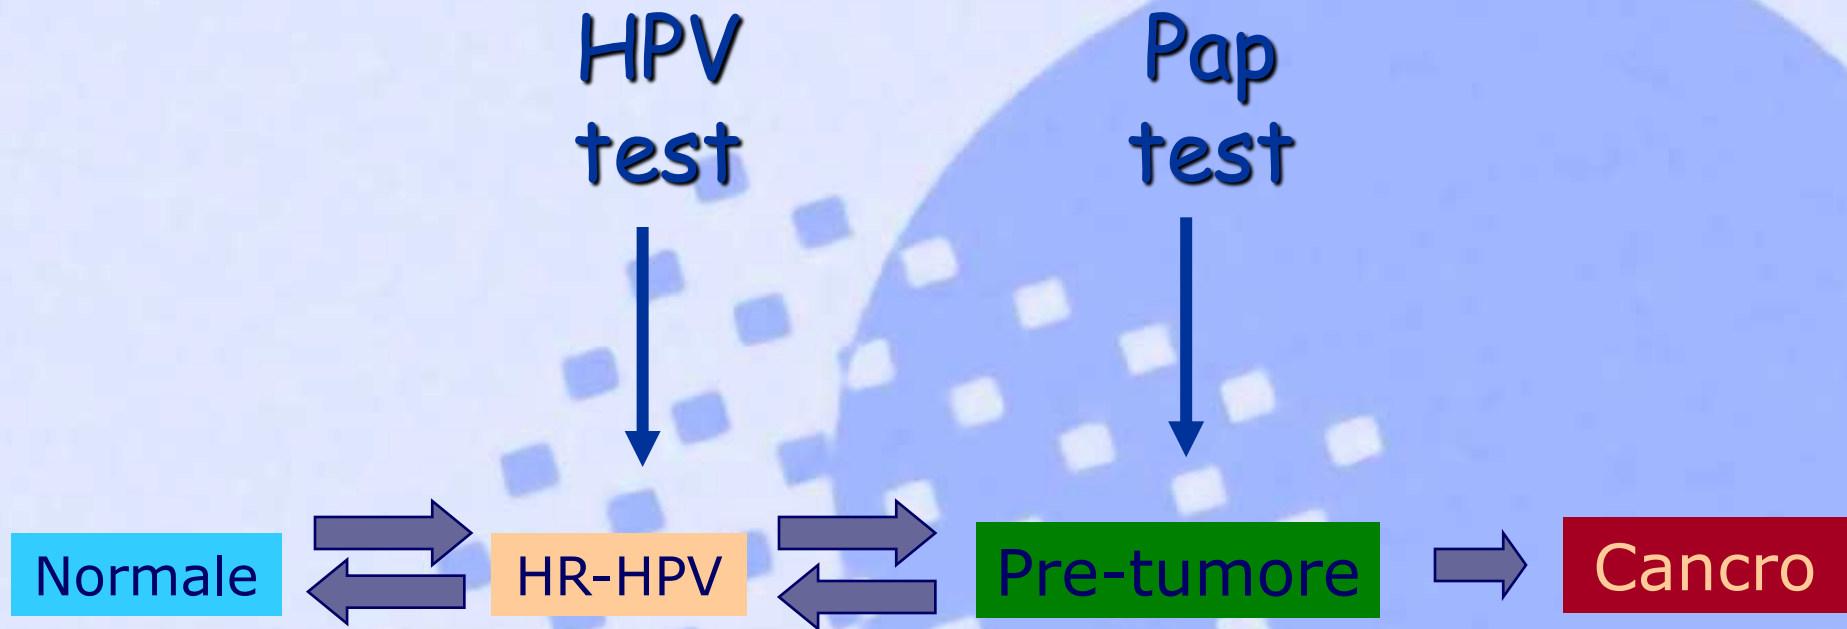 HPV
test
Pap
test
Normale
HR-HPV
Pre-tumore
Cancro